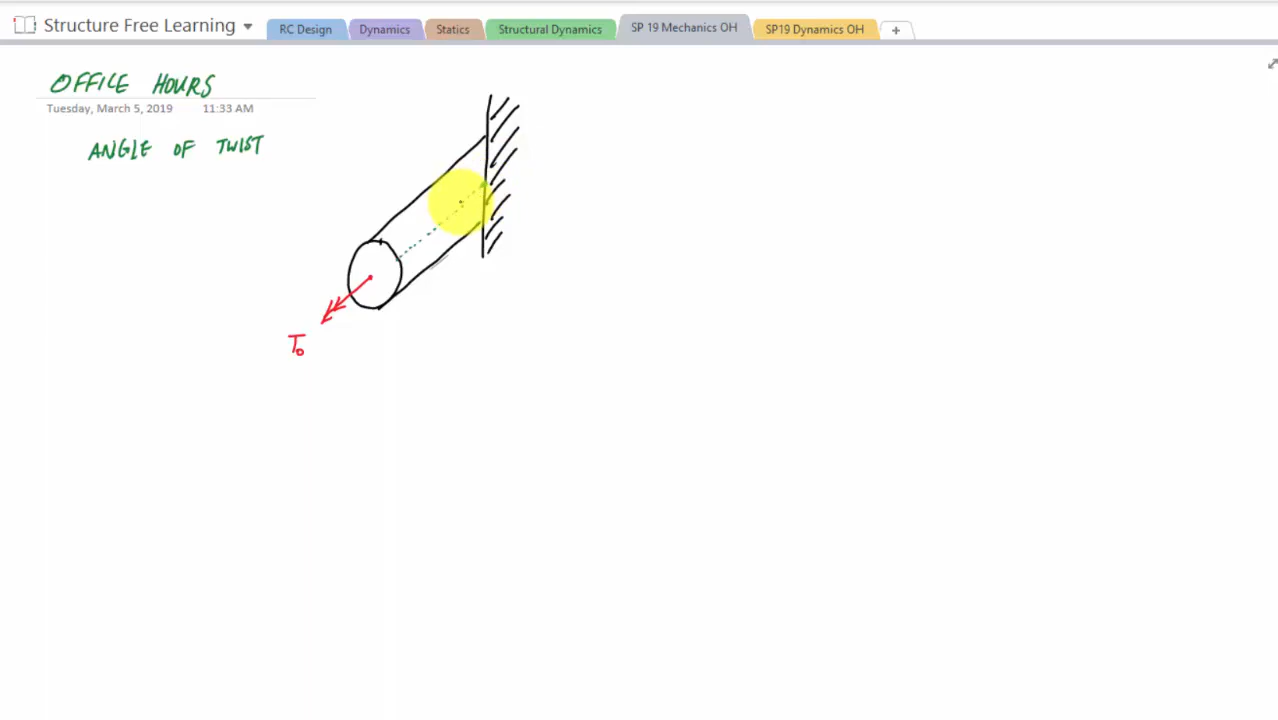 Structure Free Learning
RC Design
Dynamics
Statics
Structural Dynamics
SP 19 Mechanics OH
SP19 Dynamics OH
+
OFFICE HOURS
Tuesday, March 5, 2019 11:33 AM
ANGLE OF TWIST
T₀